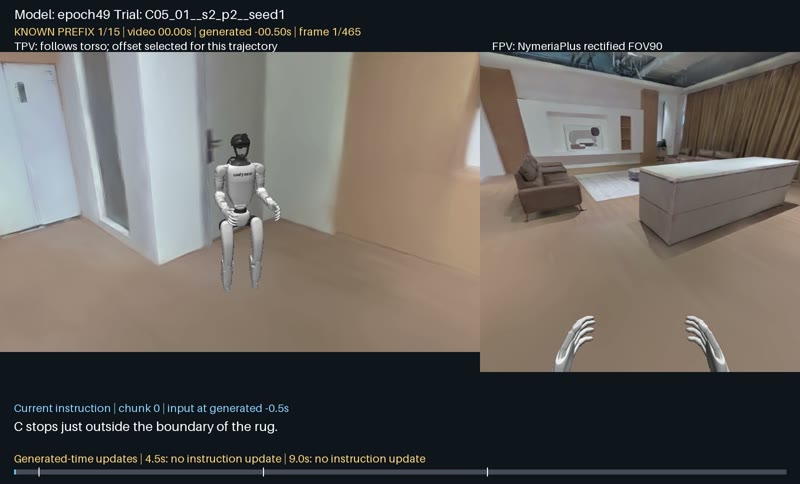 Model: epoch49 Trial: C05_01__s2_p2__seed1
KNOWN PREFIX 1/15 | video 00.00s | generated -00.50s | frame 1/465
TPV: follows torso; offset selected for this trajectory
FPV: NymeriaPlus rectified FOV90
Current instruction | chunk 0 | input at generated -0.5s
C stops just outside the boundary of the rug.
Generated-time updates | 4.5s: no instruction update | 9.0s: no instruction update